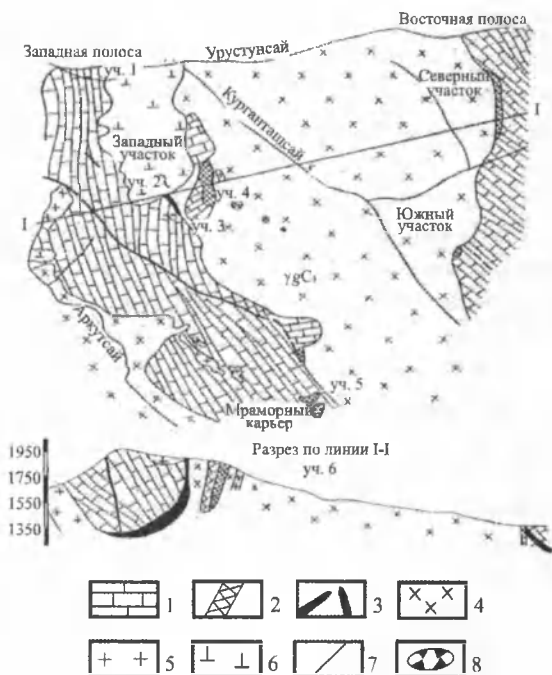 Восточная полоса
Западная полоса
Урустунсай
уч. 1
Северный
участок
Курганташсай
I
Западный
участок
уч. 2
уч. 4
I
уч. 3
Южный
участок
γgC₁
Аркутсай
уч. 5
Мраморный
карьер
Разрез по линии I-I
уч. 6
1950
1750
1550
1350
1
2
3
4
5
6
7
8